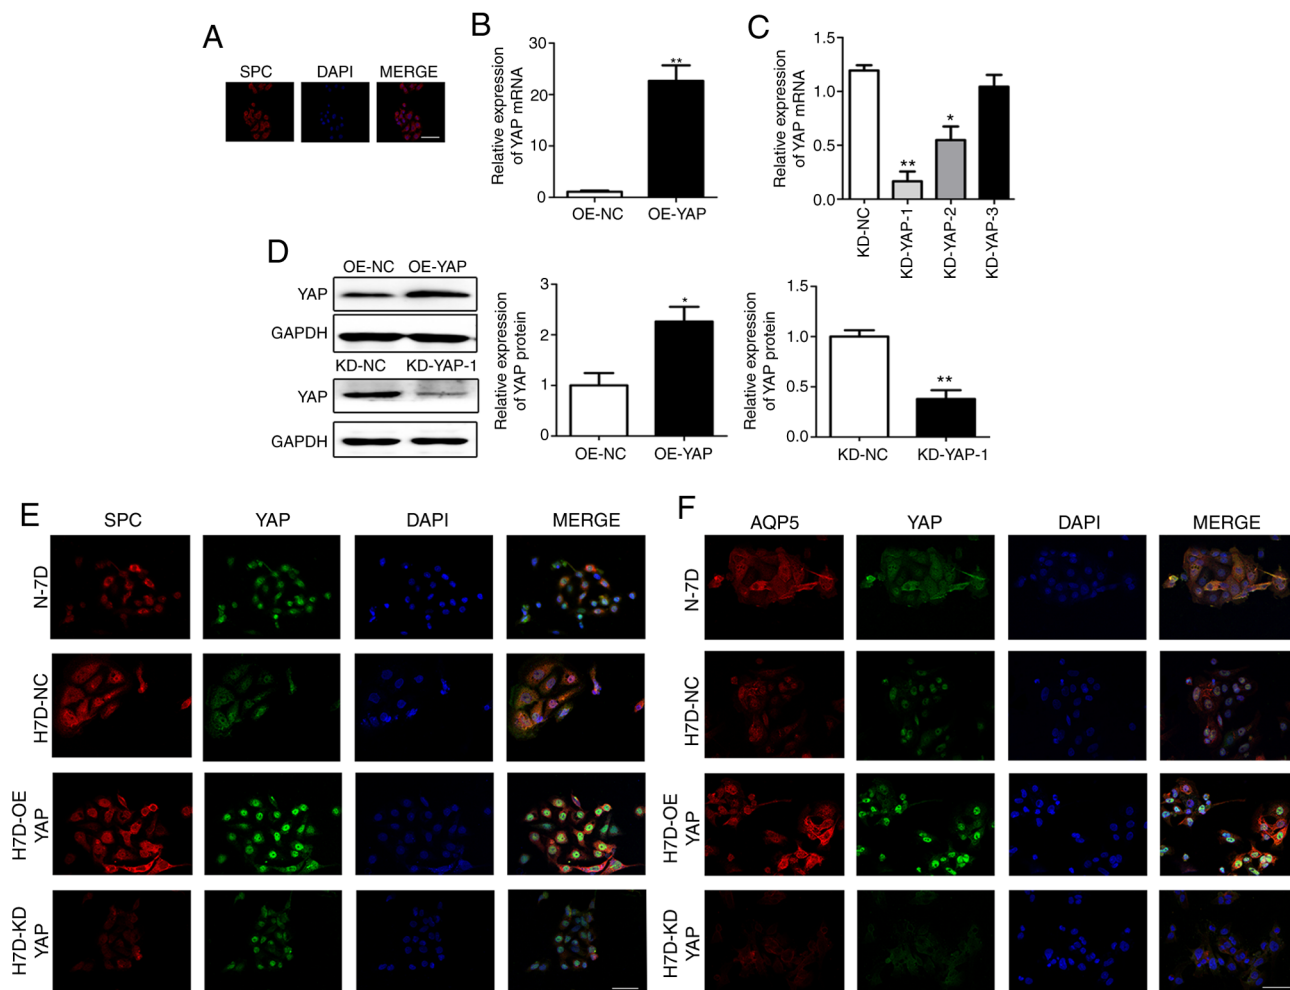 A
SPC DAPI MERGE
B
Relative expression
of YAP mRNA
30
20
10
0
**
OE-NC OE-YAP
C
Relative expression
of YAP mRNA
1.5
1.0
0.5
0.0
**
*
KD-NC
KD-YAP-1
KD-YAP-2
KD-YAP-3
D
OE-NC OE-YAP
YAP
GAPDH
KD-NC KD-YAP-1
YAP
GAPDH
Relative expression
of YAP protein
3
2
1
0
*
OE-NC OE-YAP
Relative expression
of YAP protein
1.5
1.0
0.5
0.0
**
KD-NC KD-YAP-1
E
SPC YAP DAPI MERGE
N-7D
H7D-NC
H7D-OE
YAP
H7D-KD
YAP
F
AQP5 YAP DAPI MERGE
N-7D
H7D-NC
H7D-OE
YAP
H7D-KD
YAP